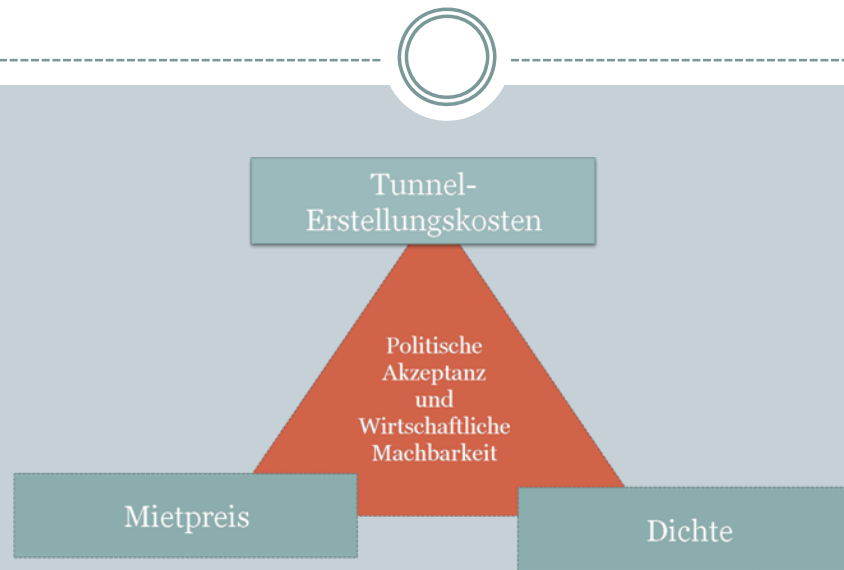 Tunnel-
Erstellungskosten
Politische
Akzeptanz
und
Wirtschaftliche
Machbarkeit
Mietpreis
Dichte